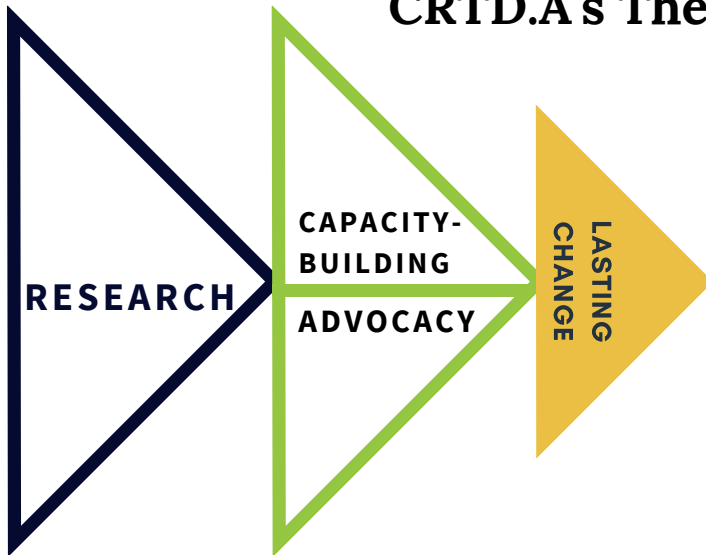 CRTD.A's The
RESEARCH
CAPACITY-
BUILDING
ADVOCACY
LASTING
CHANGE